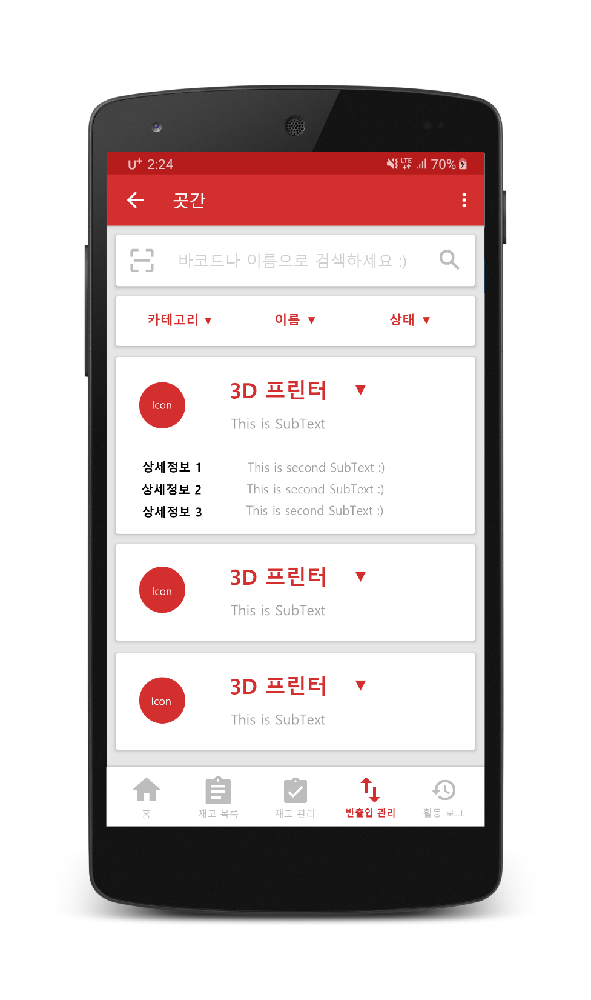 U+ 2:24 LTE 70%
곳간
바코드나 이름으로 검색하세요 :)
카테고리 ▼ 이름 ▼ 상태 ▼
3D 프린터 ▼
Icon
This is SubText
상세정보 1 This is second SubText :)
상세정보 2 This is second SubText :)
상세정보 3 This is second SubText :)
3D 프린터 ▼
Icon
This is SubText
3D 프린터 ▼
Icon
This is SubText
홈 재고 목록 재고 관리 반출입 관리 활동 로그